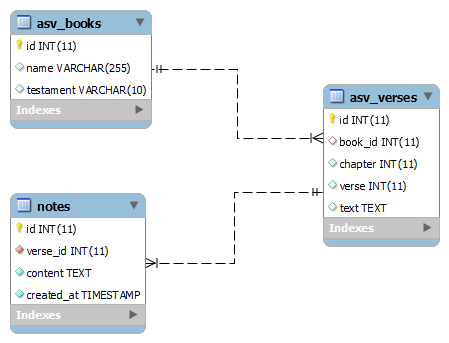 asv_books
id INT(11)
name VARCHAR(255)
testament VARCHAR(10)
Indexes
asv_verses
id INT(11)
book_id INT(11)
chapter INT(11)
verse INT(11)
text TEXT
Indexes
notes
id INT(11)
verse_id INT(11)
content TEXT
created_at TIMESTAMP
Indexes